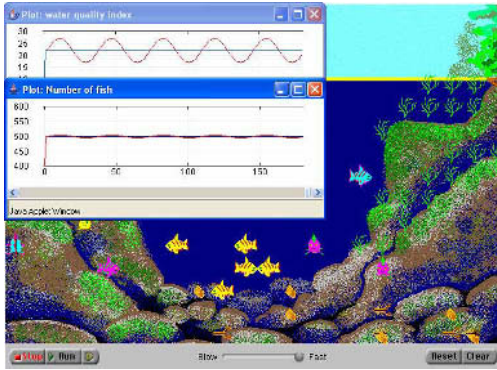 Plot: water quality index
30
25
20
15
10
Plot: Number of fish
600
550
500
450
400
0 50 100 150
Java Applet Window
Stop Run Slow Fast Reset Clear